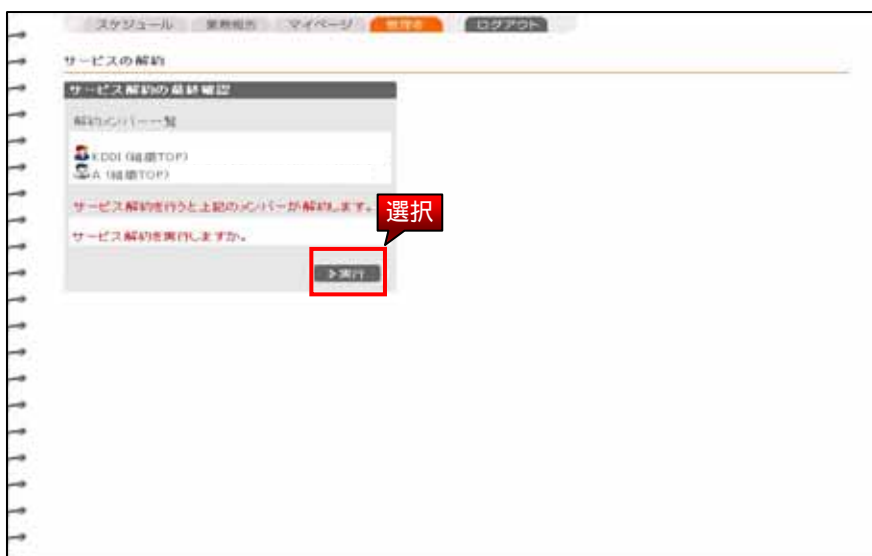 スケジュール 業務報告 マイページ 管理者 ログアウト
サービスの解約
サービス解約の最終確認
解約メンバー一覧
KDDI (組織TOP)
A (組織TOP)
サービス解約を行うと上記のメンバーが解約します。
選択
サービス解約を実行しますか。
実行